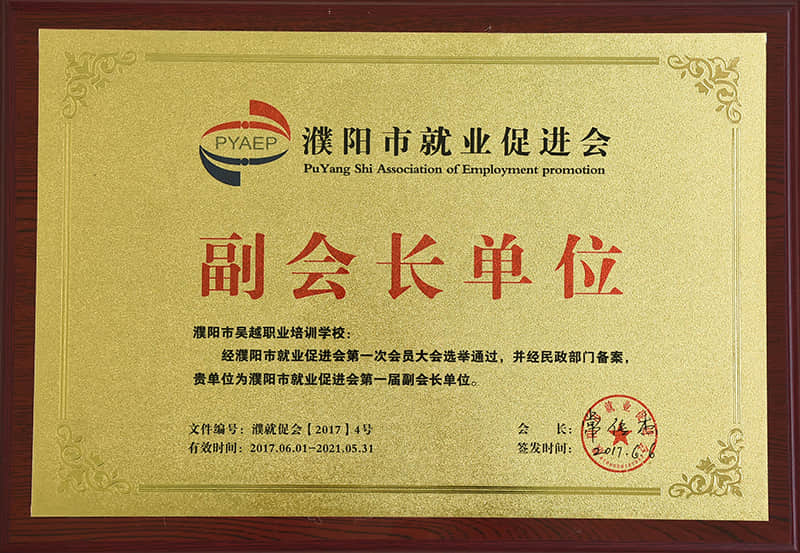 PYAEP
濮阳市就业促进会
PuYang Shi Association of Employment promotion
副会长单位
濮阳市吴越职业培训学校：
经濮阳市就业促进会第一次会员大会选举通过，并经民政部门备案，
贵单位为濮阳市就业促进会第一届副会长单位。
文件编号：濮就促会【2017】4号
会 长：
有效时间：2017.06.01-2021.05.31
签发时间：2017.6.6